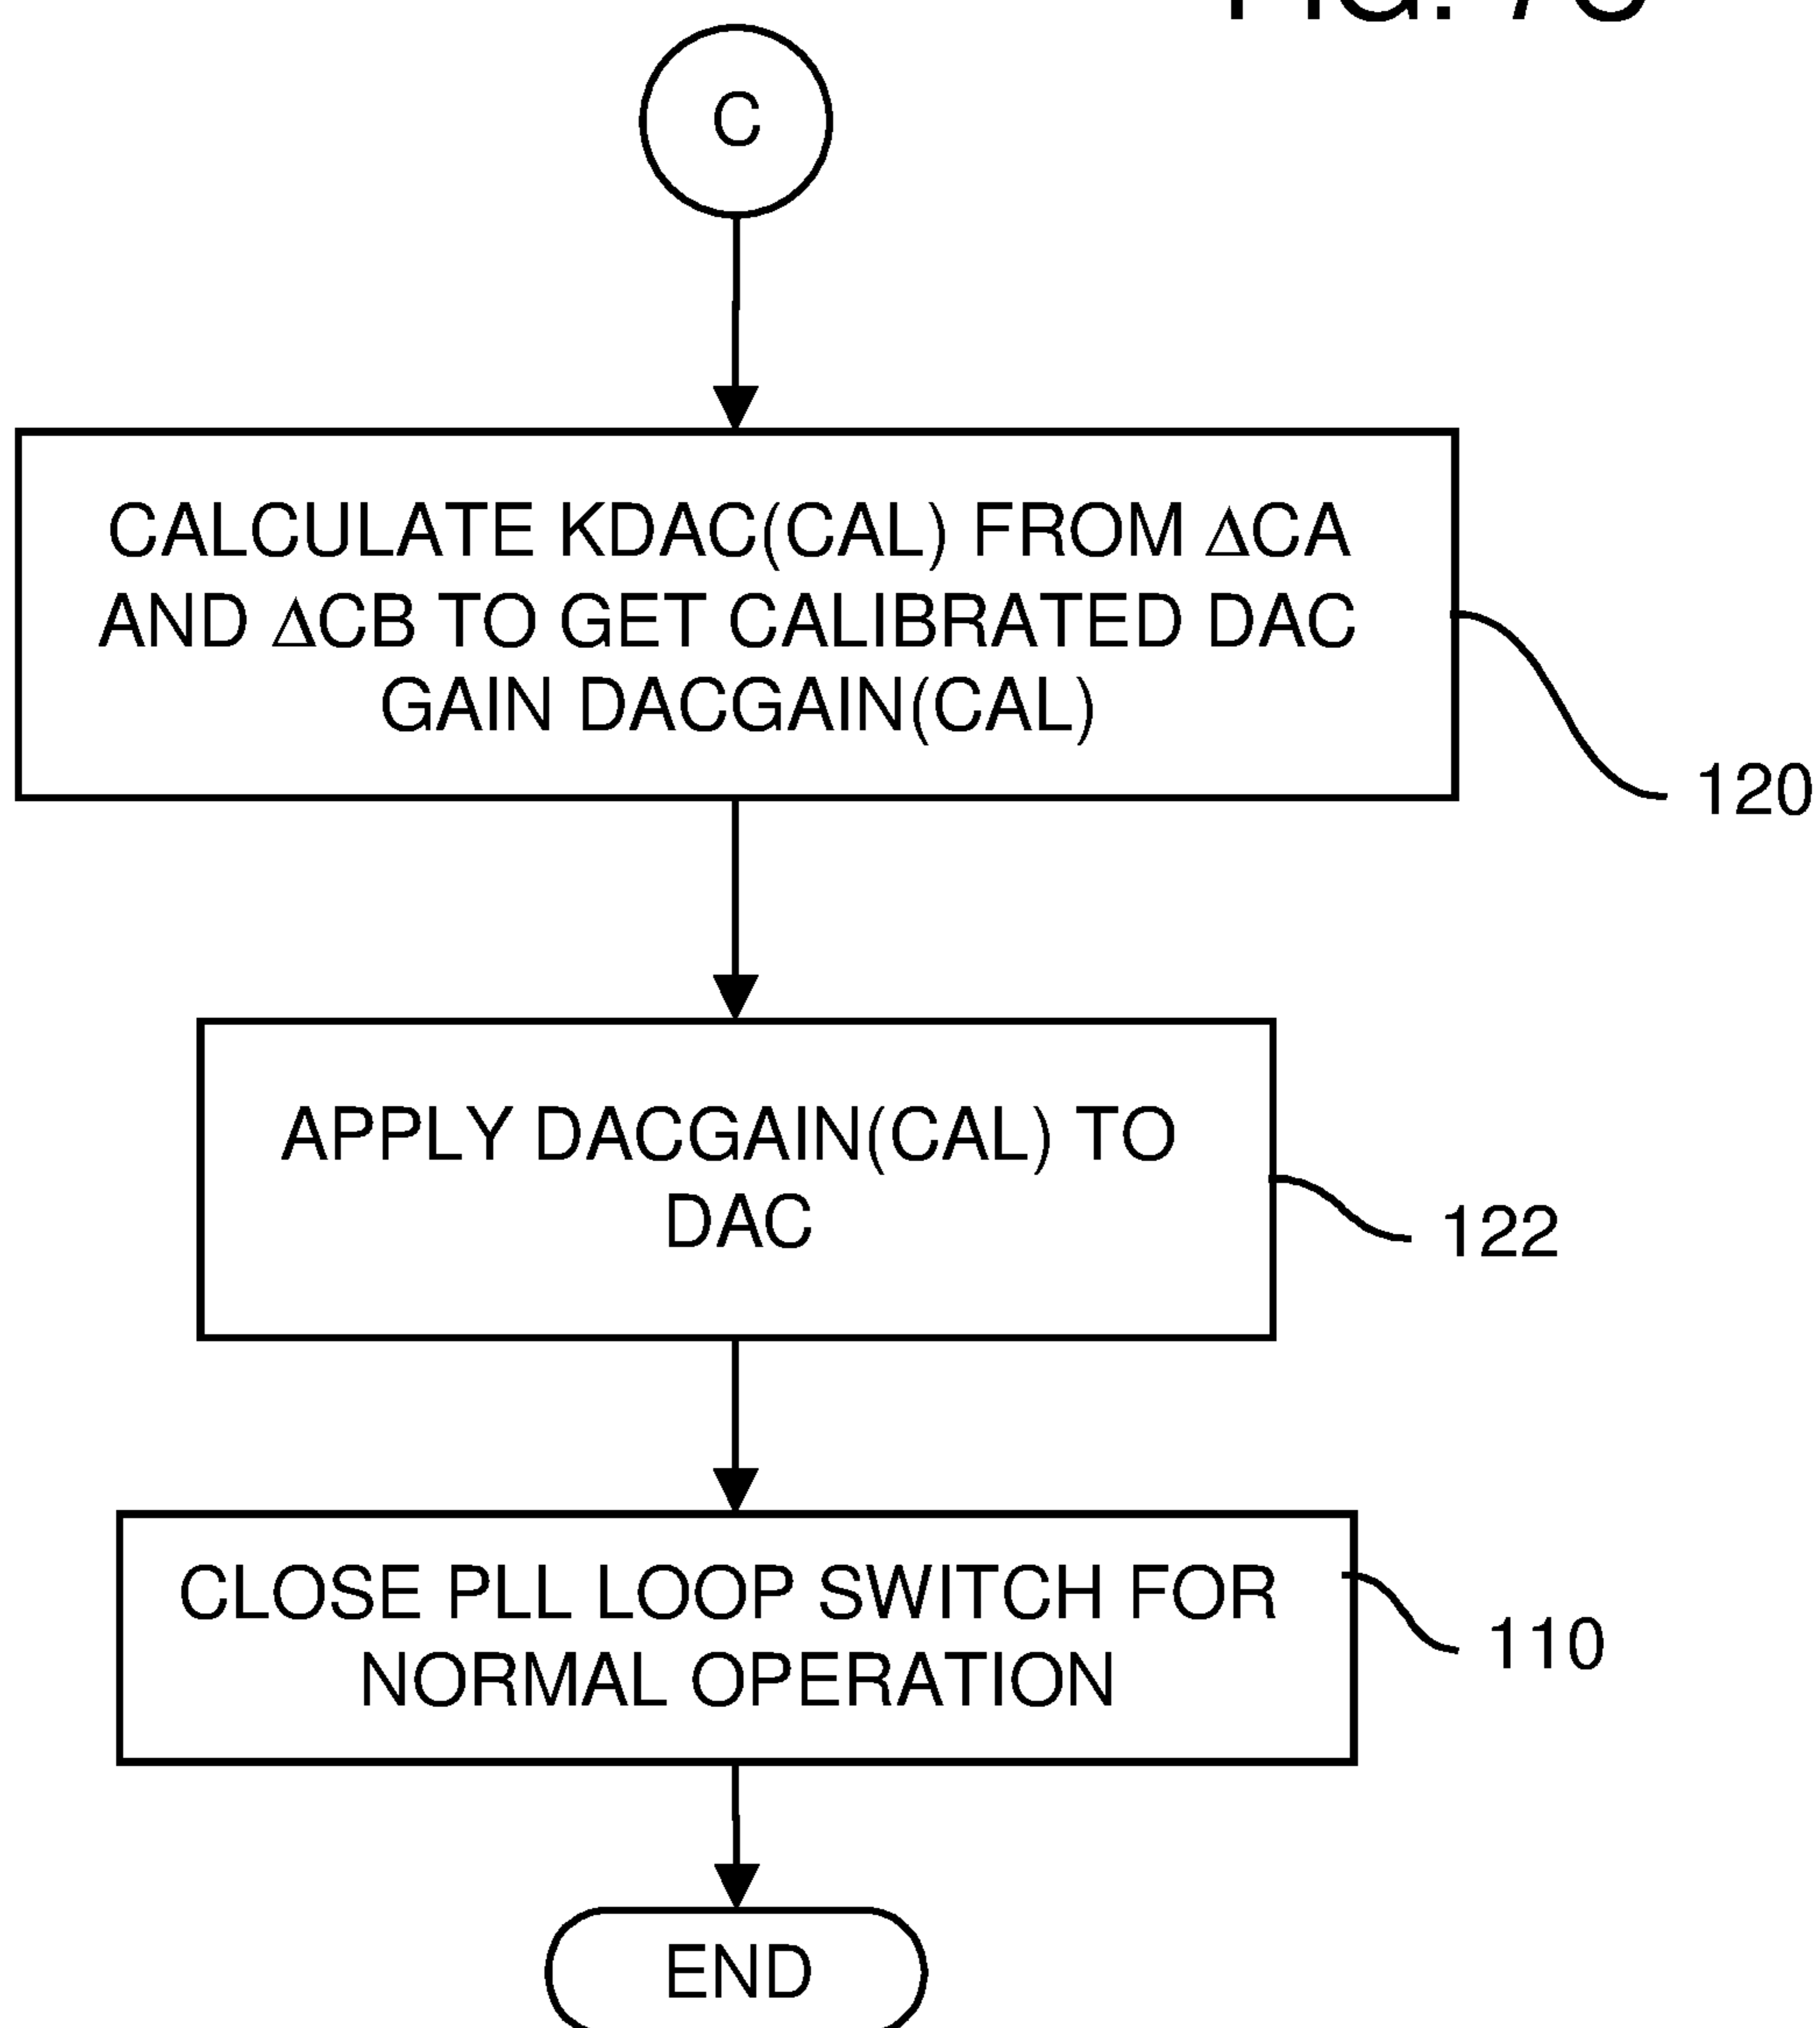 C
CALCULATE KDAC(CAL) FROM ΔCA
AND ΔCB TO GET CALIBRATED DAC
GAIN DACGAIN(CAL)
120
APPLY DACGAIN(CAL) TO
DAC
122
CLOSE PLL LOOP SWITCH FOR
NORMAL OPERATION
110
END